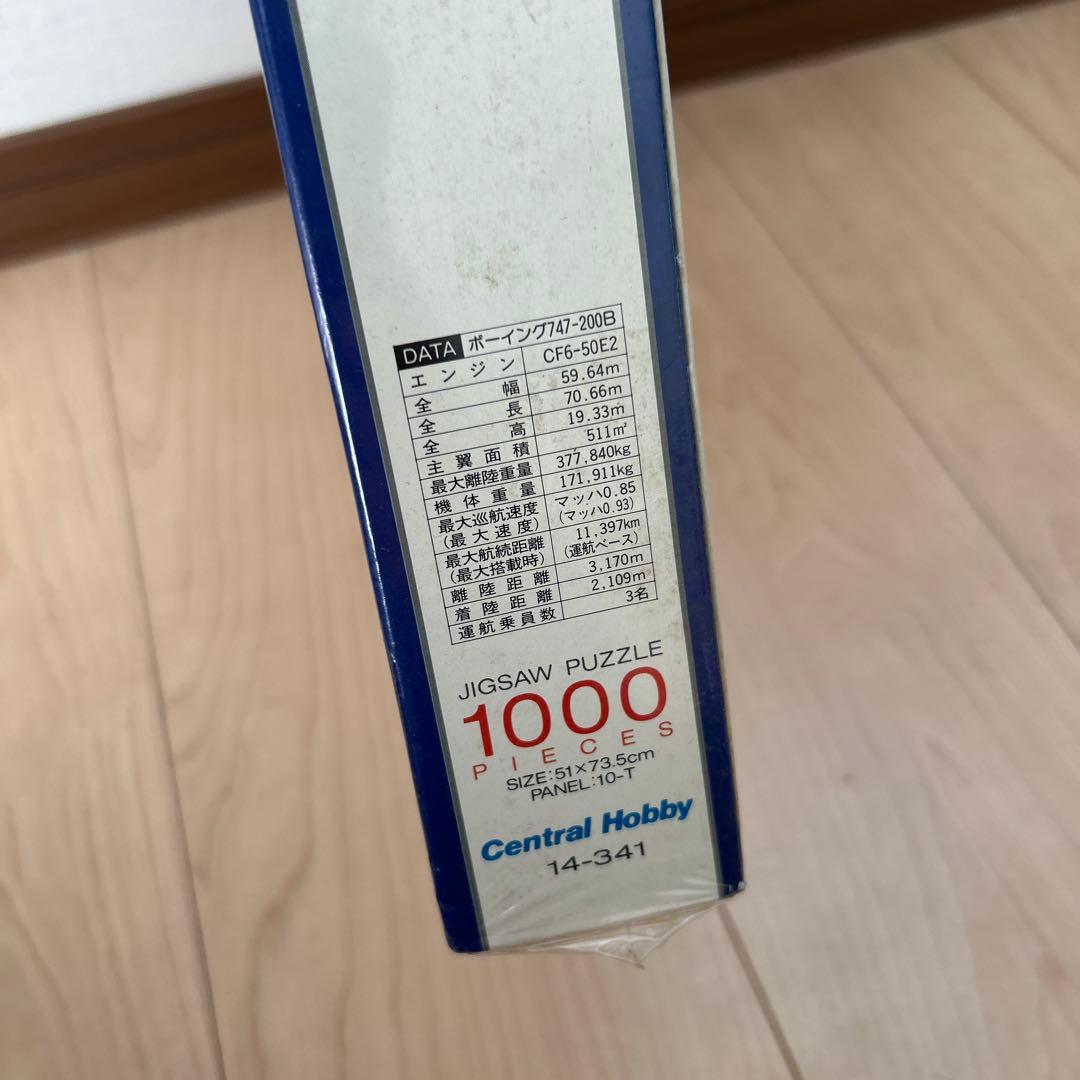 DATA ボーイング747-200B
エンジン CF6-50E2
全幅 59.64m
全長 70.66m
全高 19.33m
主翼面積 511㎡
最大離陸重量 377,840kg
機体重量 171,911kg
最大巡航速度 マッハ0.85
(最大速度) (マッハ0.93)
最大航続距離 11,397km
(最大搭載時) (運航ベース)
離陸距離 3,170m
着陸距離 2,109m
運航乗員数 3名
JIGSAW PUZZLE
1000
PIECES
SIZE:51×73.5cm
PANEL:10-T
Central Hobby
14-341